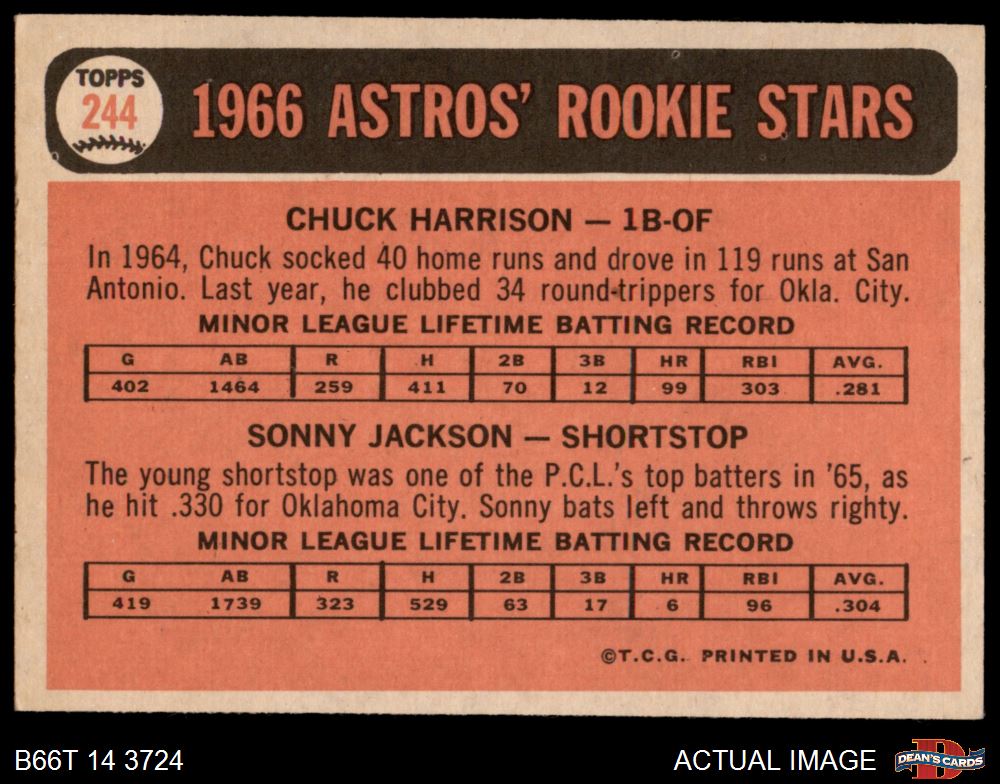 TOPPS
244
1966 ASTROS' ROOKIE STARS
CHUCK HARRISON — 1B-OF
In 1964, Chuck socked 40 home runs and drove in 119 runs at San
Antonio. Last year, he clubbed 34 round-trippers for Okla. City.
MINOR LEAGUE LIFETIME BATTING RECORD
G AB R H 2B 3B HR RBI AVG.
402 1464 259 411 70 12 99 303 .281
SONNY JACKSON — SHORTSTOP
The young shortstop was one of the P.C.L.'s top batters in '65, as
he hit .330 for Oklahoma City. Sonny bats left and throws righty.
MINOR LEAGUE LIFETIME BATTING RECORD
G AB R H 2B 3B HR RBI AVG.
419 1739 323 529 63 17 6 96 .304
©T.C.G. PRINTED IN U.S.A.
B66T 14 3724 ACTUAL IMAGE
D
DEAN'S CARDS